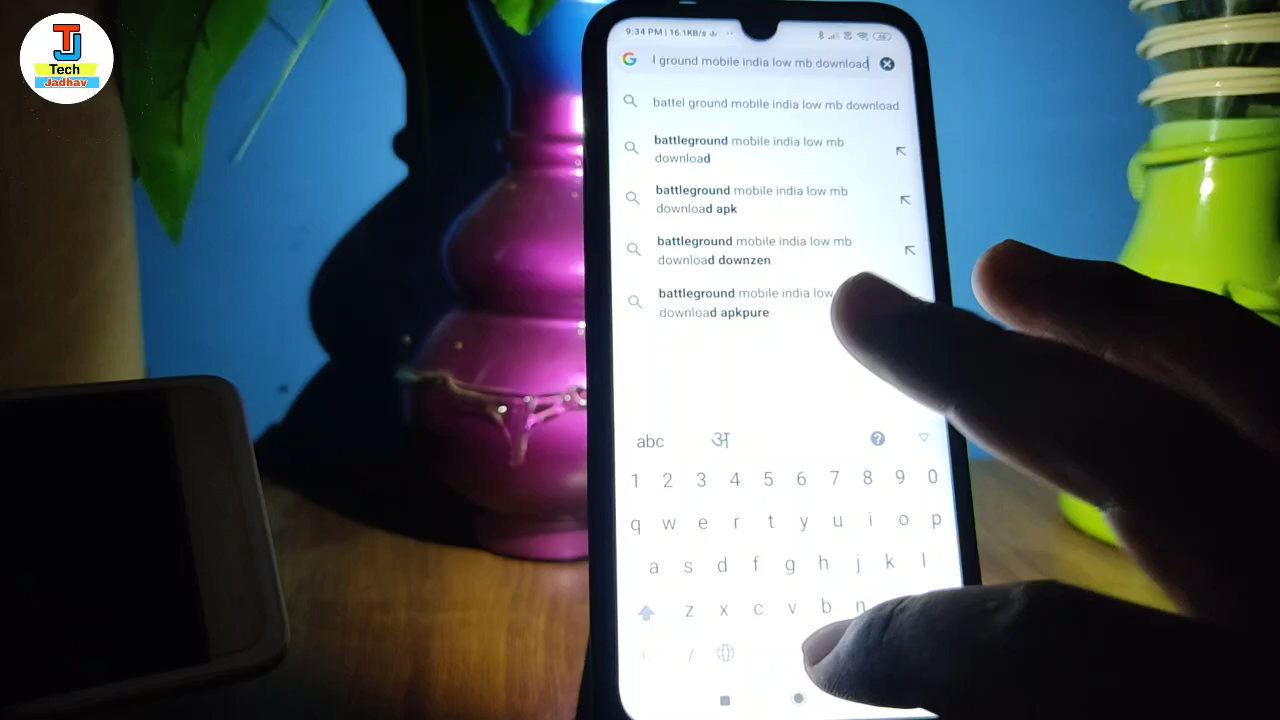 TJ
Tech
Jadhav
9:34 PM | 16.1KB/s
l ground mobile india low mb download
battel ground mobile india low mb download
battleground mobile india low mb
download
battleground mobile india low mb
download apk
battleground mobile india low mb
download downzen
battleground mobile india low
download apkpure
abc अ ?
1 2 3 4 5 6 7 8 9 0
q w e r t y u i o p
a s d f g h j k l
z x c v b n
/